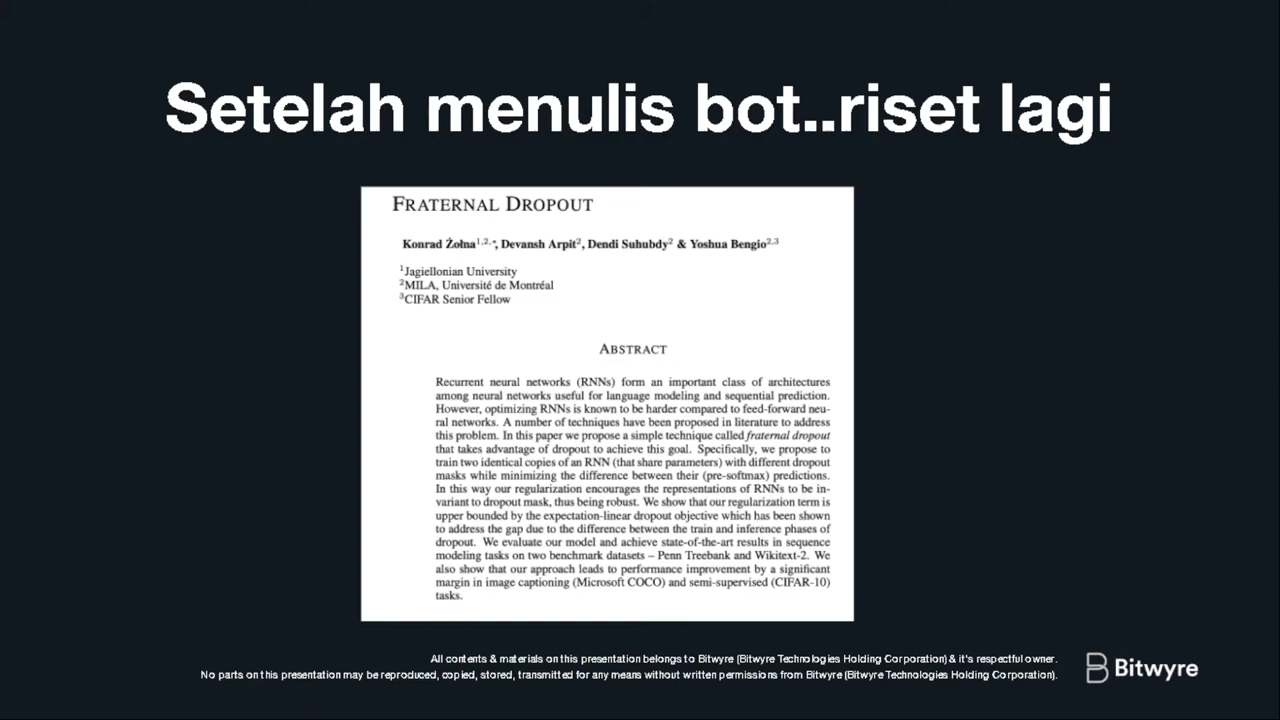 Setelah menulis bot..riset lagi
FRATERNAL DROPOUT
Konrad Żołna1,2,*, Devansh Arpit2, Dendi Suhubdy2 & Yoshua Bengio2,3
1Jagiellonian University
2MILA, Université de Montréal
3CIFAR Senior Fellow
ABSTRACT
Recurrent neural networks (RNNs) form an important class of architectures
among neural networks useful for language modeling and sequential prediction.
However, optimizing RNNs is known to be harder compared to feed-forward neu-
ral networks. A number of techniques have been proposed in literature to address
this problem. In this paper we propose a simple technique called fraternal dropout
that takes advantage of dropout to achieve this goal. Specifically, we propose to
train two identical copies of an RNN (that share parameters) with different dropout
masks while minimizing the difference between their (pre-softmax) predictions.
In this way our regularization encourages the representations of RNNs to be in-
variant to dropout mask, thus being robust. We show that our regularization term is
upper bounded by the expectation-linear dropout objective which has been shown
to address the gap due to the difference between the train and inference phases of
dropout. We evaluate our model and achieve state-of-the-art results in sequence
modeling tasks on two benchmark datasets – Penn Treebank and Wikitext-2. We
also show that our approach leads to performance improvement by a significant
margin in image captioning (Microsoft COCO) and semi-supervised (CIFAR-10)
tasks.
All contents & materials on this presentation belongs to Bitwyre (Bitwyre Technologies Holding Corporation) & it's respectful owner.
No parts on this presentation may be reproduced, copied, stored, transmitted for any means without written permissions from Bitwyre (Bitwyre Technologies Holding Corporation).
Bitwyre